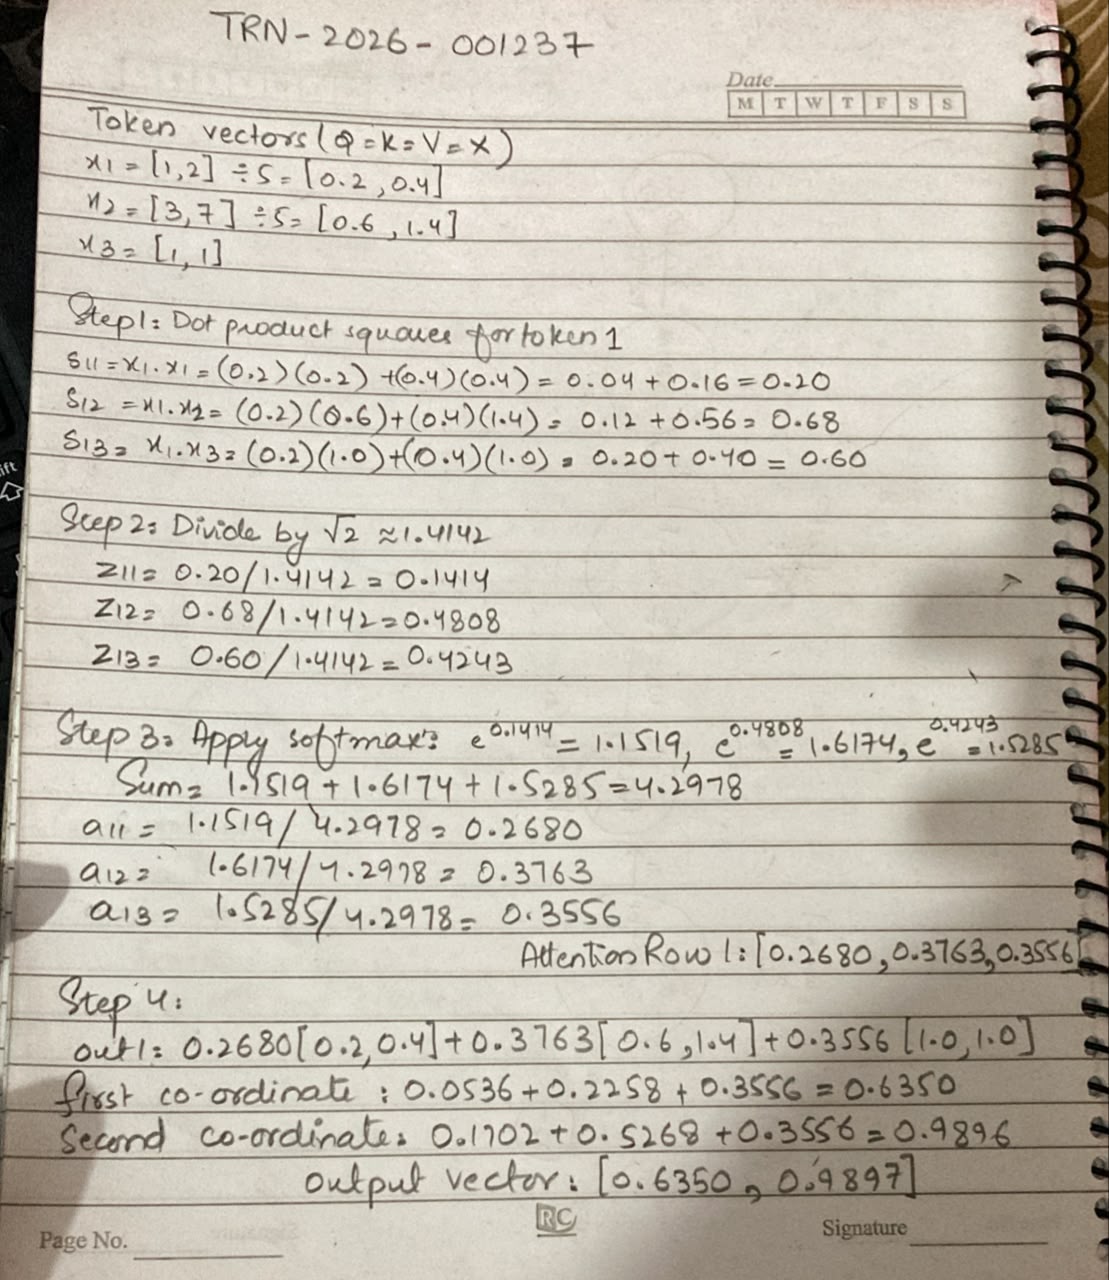 TRN-2026-001237
Date
M T W T F S S
Token vectors (Q=K=V=X)
x1 = [1,2] ÷5= [0.2,0.4]
x2 = [3,7] ÷5= [0.6, 1.4]
x3 = [1, 1]
Step1: Dot product squares for token 1
S11 = x1.x1 = (0.2)(0.2) +(0.4)(0.4) = 0.04 + 0.16 = 0.20
S12 = x1.x2= (0.2)(0.6)+(0.4)(1.4) = 0.12 + 0.56 = 0.68
S13= x1.x3= (0.2)(1.0)+(0.4)(1.0) = 0.20+ 0.40 = 0.60
Step 2: Divide by √2 ≈1.4142
Z11= 0.20/1.4142 = 0.1414
Z12= 0.68/1.4142=0.4808
Z13= 0.60/1.4142=0.4243
ift
Step 3: Apply softmax: e^0.1414 = 1.1519, e^0.4808 = 1.6174, e^0.4243 = 1.5285
Sum= 1.1519 + 1.6174 + 1.5285=4.2978
a11 = 1.1519/4.2978= 0.2680
a12= 1.6174/4.2978 = 0.3763
a13= 1.5285/4.2978= 0.3556
Attention Row 1: [0.2680, 0.3763, 0.3556]
Step 4:
out1: 0.2680[0.2, 0.4]+0.3763[0.6, 1.4]+0.3556 [1.0, 1.0]
first co-ordinate : 0.0536+0.2258 + 0.3556 = 0.6350
Second co-ordinate: 0.1702+0.5268 +0.3556=0.9896
output vector: [0.6350, 0.9897]
Page No.
RC
Signature